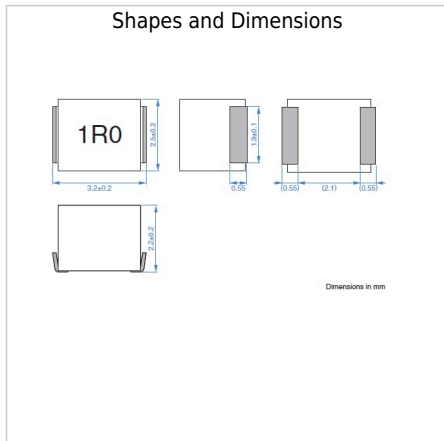 Shapes and Dimensions
1R0
2.5±0.2
1.9±0.1
3.2±0.2
0.55
(0.55)
(2.1)
(0.55)
2.2±0.2
Dimensions in mm